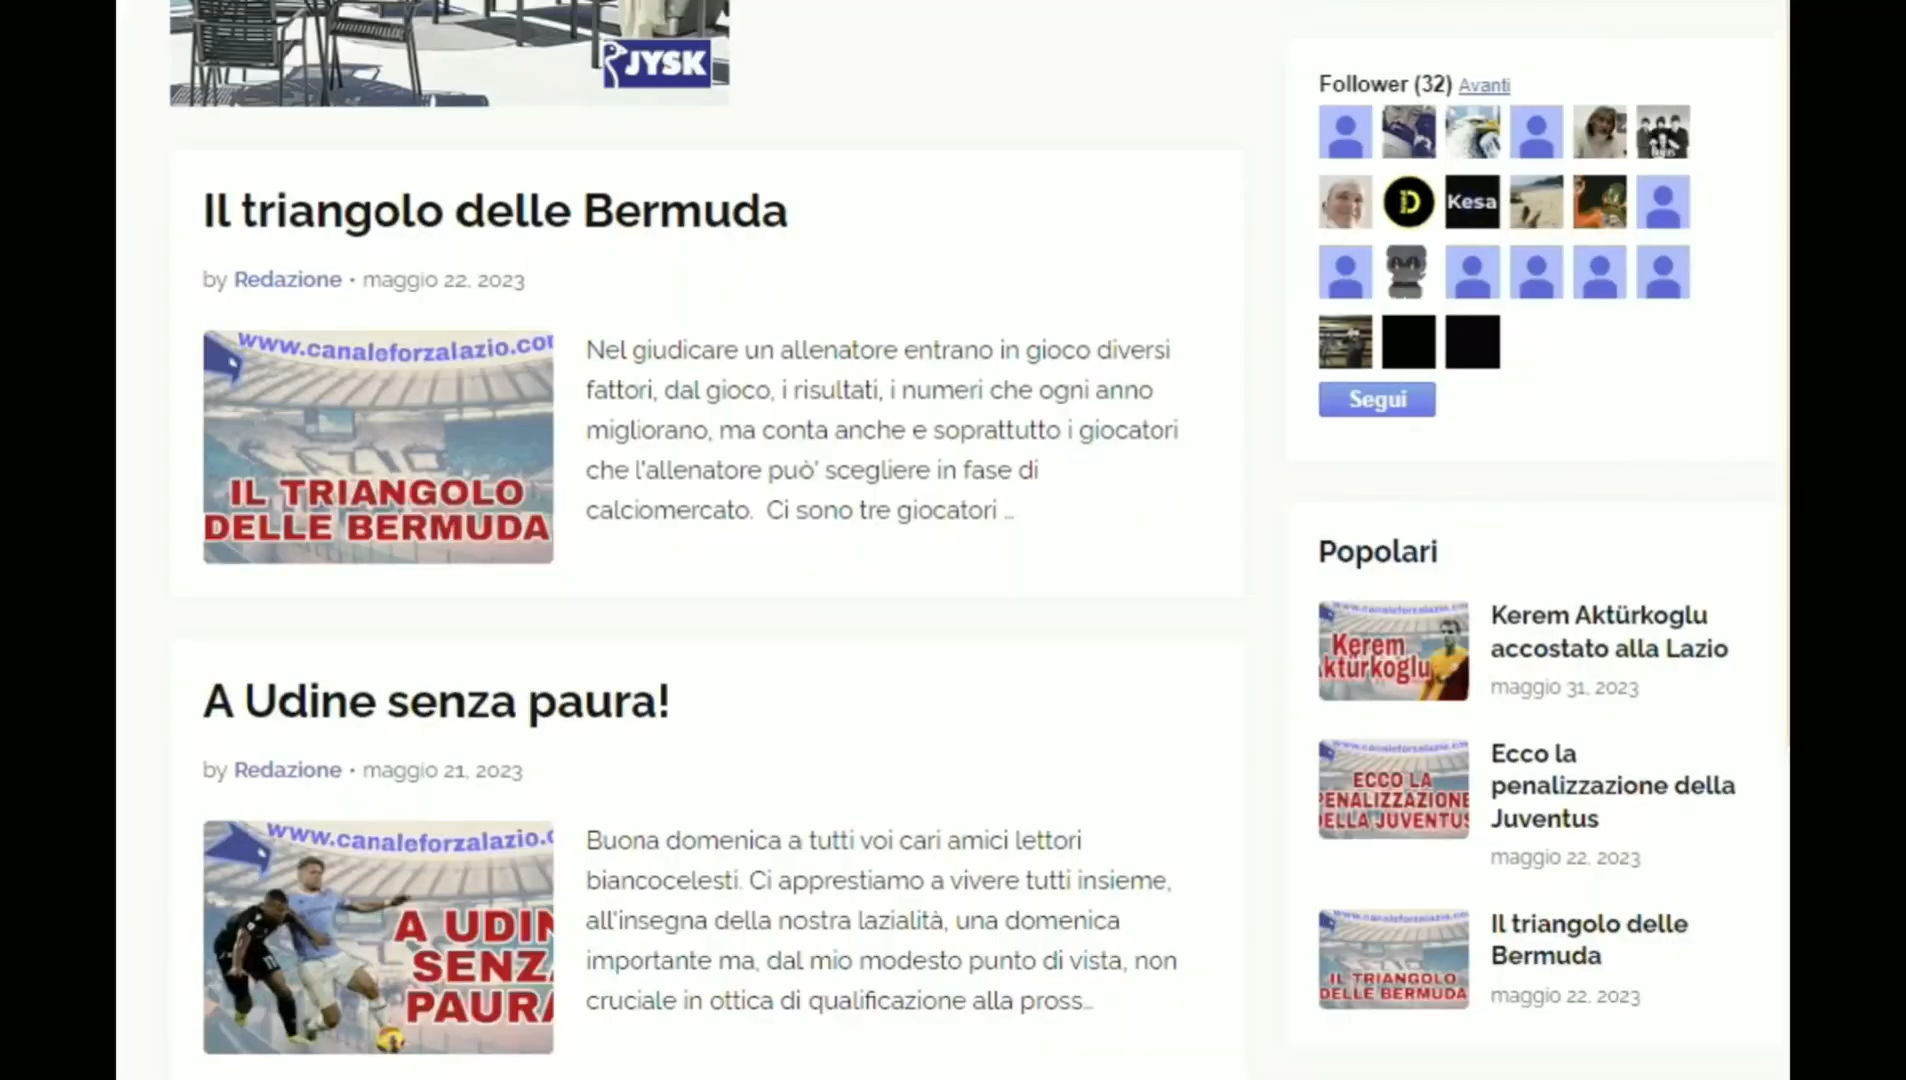 JYSK
Il triangolo delle Bermuda
by Redazione • maggio 22, 2023
www.canaleforzalazio.co
IL TRIANGOLO
DELLE BERMUDA
Nel giudicare un allenatore entrano in gioco diversi
fattori, dal gioco, i risultati, i numeri che ogni anno
migliorano, ma conta anche e soprattutto i giocatori
che l'allenatore può' scegliere in fase di
calciomercato.  Ci sono tre giocatori ...
A Udine senza paura!
by Redazione • maggio 21, 2023
www.canaleforzalazio.c
A UDIN
SENZ
PAURA
Buona domenica a tutti voi cari amici lettori
biancocelesti. Ci apprestiamo a vivere tutti insieme,
all'insegna della nostra lazialità, una domenica
importante ma, dal mio modesto punto di vista, non
cruciale in ottica di qualificazione alla pross...
Follower (32) Avanti
Kesa
Segui
Popolari
Kerem
ktürkoglu
Kerem Aktürkoglu
accostato alla Lazio
maggio 31, 2023
ECCO LA
PENALIZZAZIONE
DELLA JUVENTUS
Ecco la
penalizzazione della
Juventus
maggio 22, 2023
IL TRIANGOLO
DELLE BERMUDA
Il triangolo delle
Bermuda
maggio 22, 2023